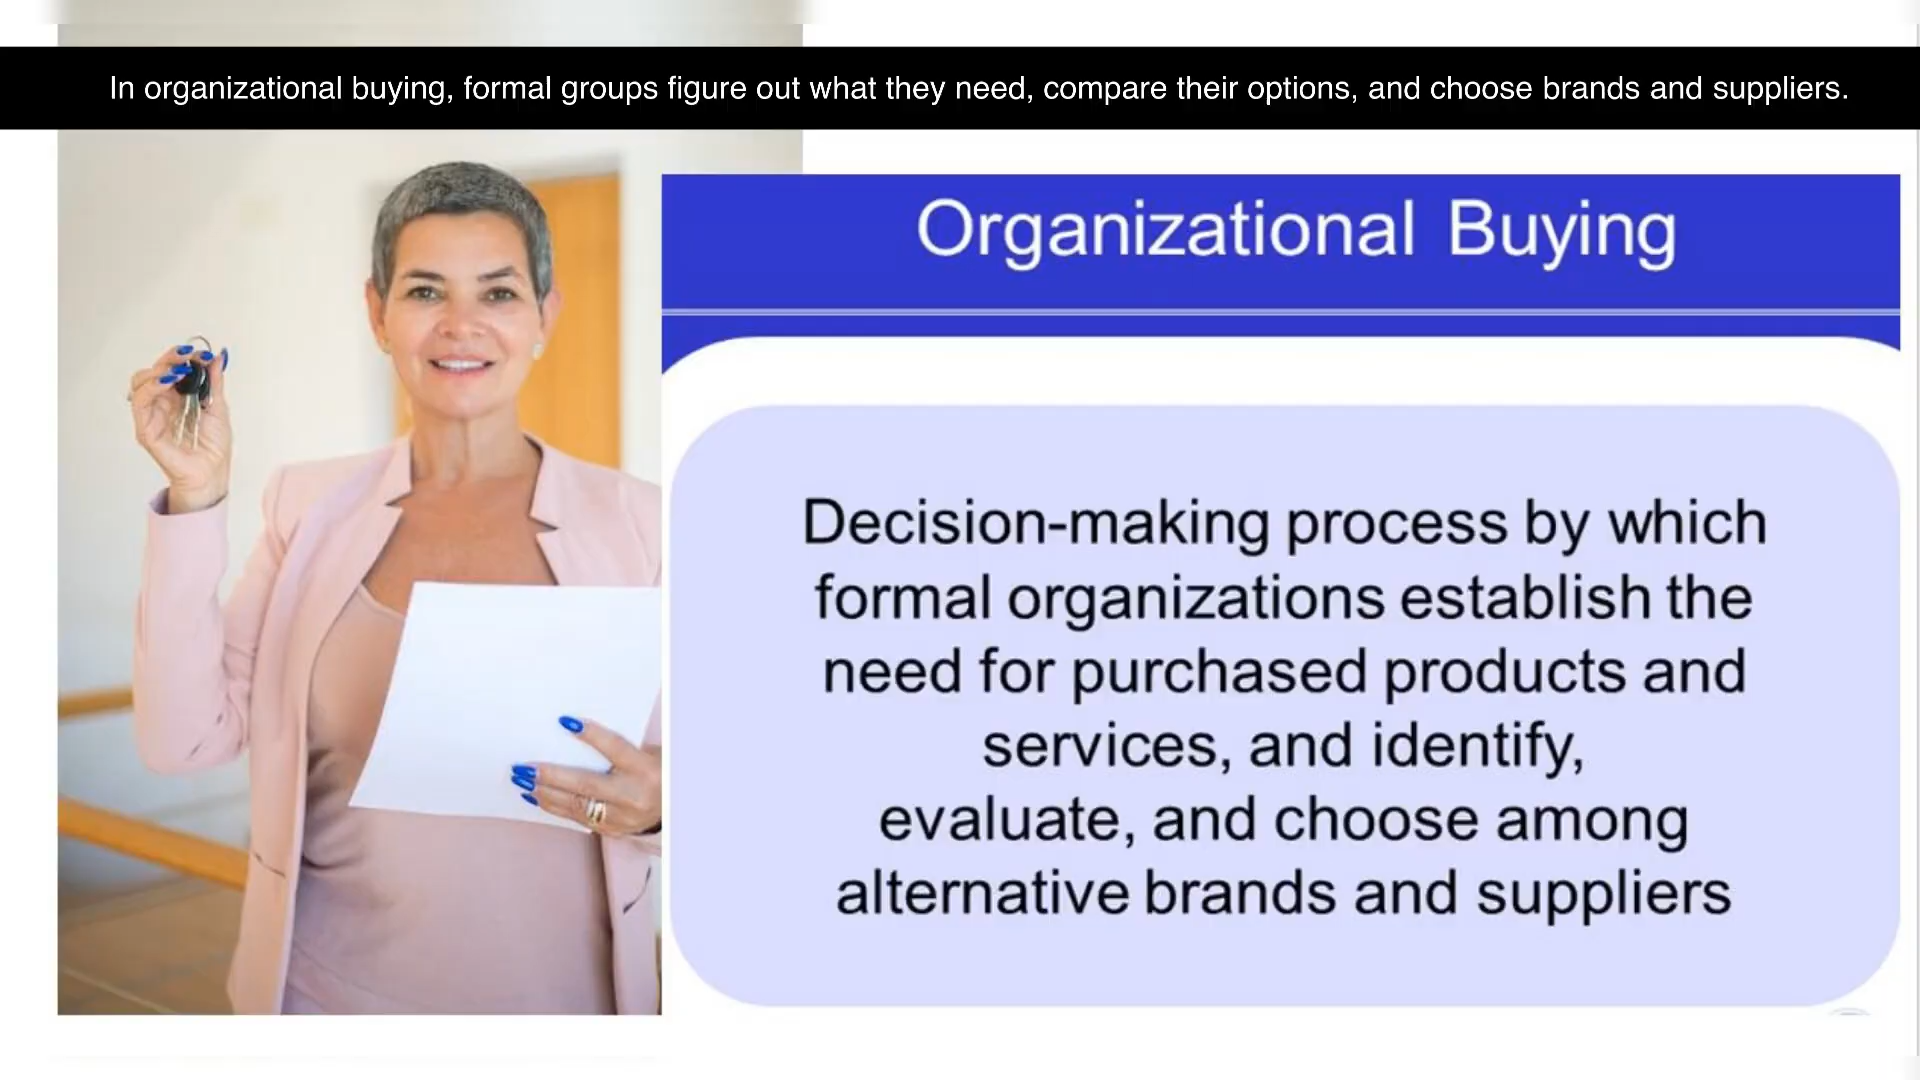 In organizational buying, formal groups figure out what they need, compare their options, and choose brands and suppliers.
Organizational Buying
Decision-making process by which
formal organizations establish the
need for purchased products and
services, and identify,
evaluate, and choose among
alternative brands and suppliers